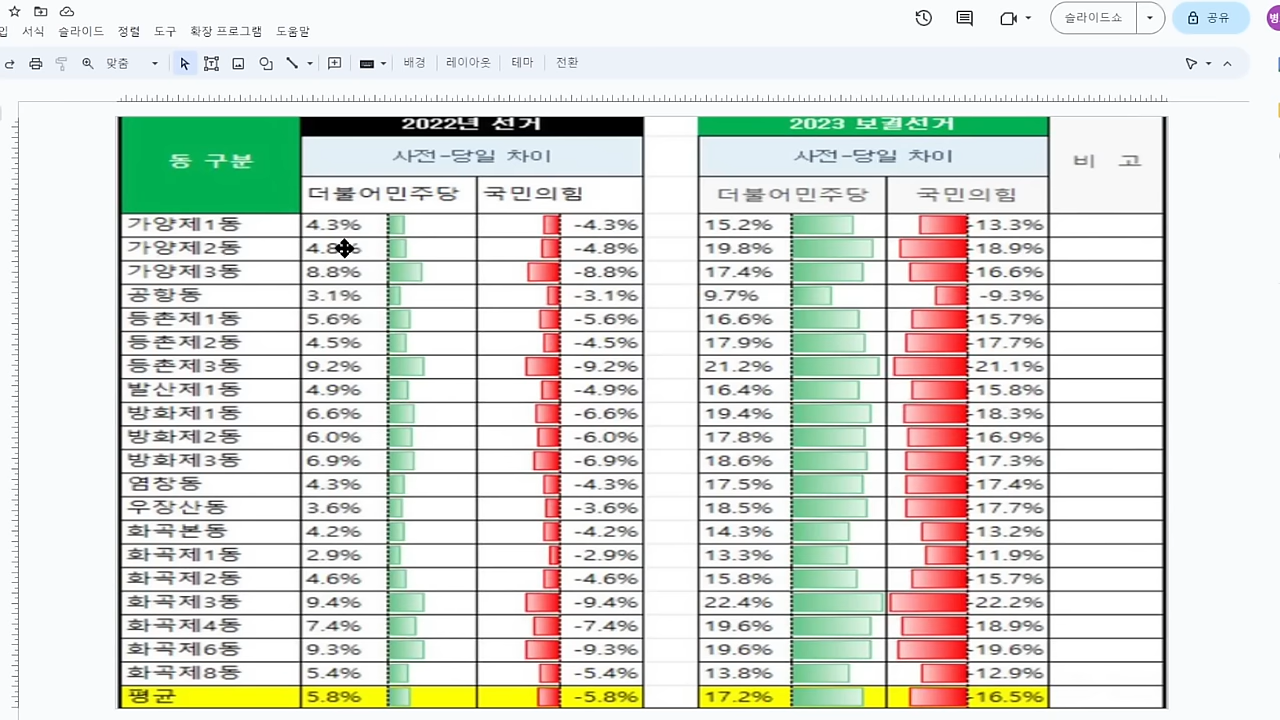 입 서식 슬라이드 정렬 도구 확장 프로그램 도움말
슬라이드쇼
공유
맞춤 배경 레이아웃 테마 전환
동 구분 2022년 선거 2023 보궐선거 비 고
사전-당일 차이 사전-당일 차이
더불어민주당 국민의힘 더불어민주당 국민의힘
가양제1동 4.3% -4.3% 15.2% -13.3%
가양제2동 4.8% -4.8% 19.8% -18.9%
가양제3동 8.8% -8.8% 17.4% -16.6%
공항동 3.1% -3.1% 9.7% -9.3%
등촌제1동 5.6% -5.6% 16.6% -15.7%
등촌제2동 4.5% -4.5% 17.9% -17.7%
등촌제3동 9.2% -9.2% 21.2% -21.1%
발산제1동 4.9% -4.9% 16.4% -15.8%
방화제1동 6.6% -6.6% 19.4% -18.3%
방화제2동 6.0% -6.0% 17.8% -16.9%
방화제3동 6.9% -6.9% 18.6% -17.3%
염창동 4.3% -4.3% 17.5% -17.4%
우장산동 3.6% -3.6% 18.5% -17.7%
화곡본동 4.2% -4.2% 14.3% -13.2%
화곡제1동 2.9% -2.9% 13.3% -11.9%
화곡제2동 4.6% -4.6% 15.8% -15.7%
화곡제3동 9.4% -9.4% 22.4% -22.2%
화곡제4동 7.4% -7.4% 19.6% -18.9%
화곡제6동 9.3% -9.3% 19.6% -19.6%
화곡제8동 5.4% -5.4% 13.8% -12.9%
평균 5.8% -5.8% 17.2% -16.5%